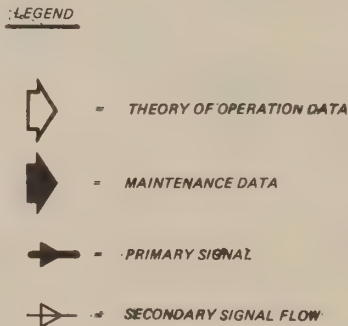 LEGEND
= THEORY OF OPERATION DATA
= MAINTENANCE DATA
= PRIMARY SIGNAL
= SECONDARY SIGNAL FLOW